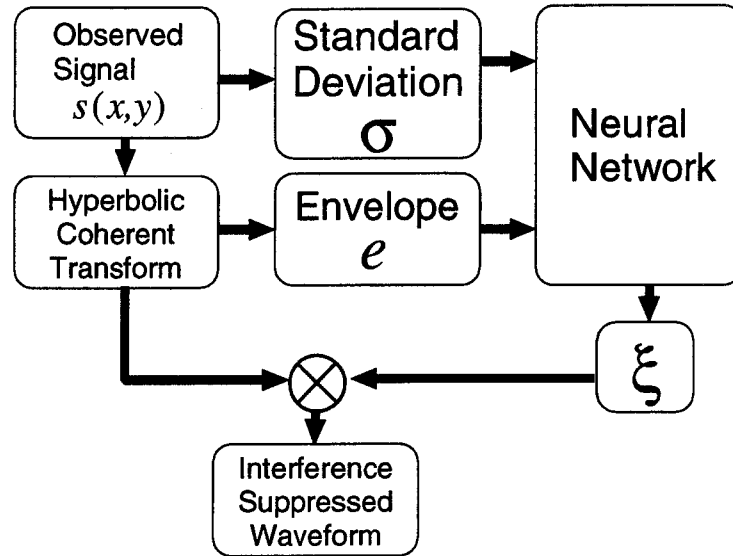 Observed
Signal
s(x,y)
Standard
Deviation
σ
Neural
Network
Hyperbolic
Coherent
Transform
Envelope
e
ξ
Interference
Suppressed
Waveform